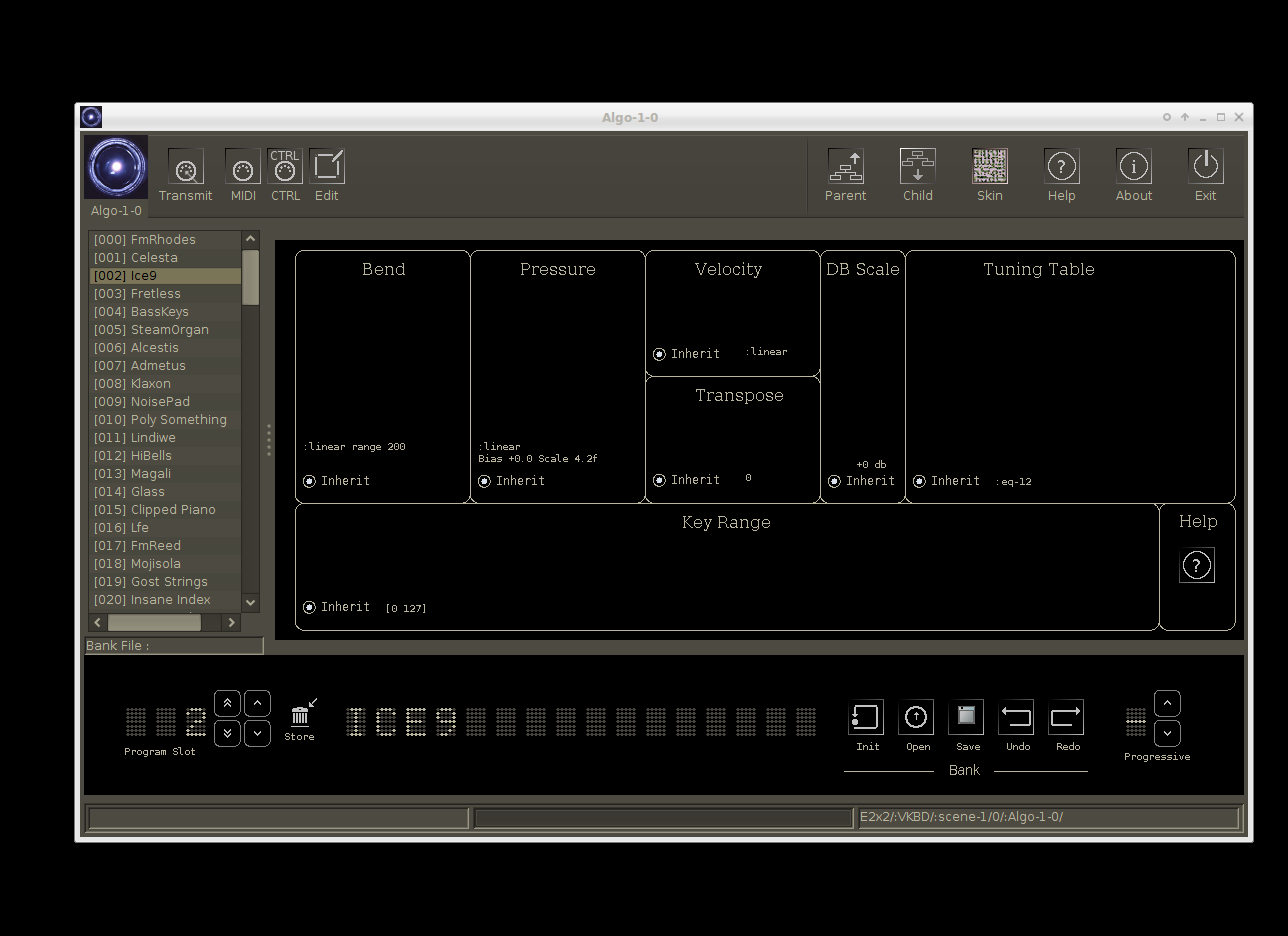 Algo-1-0
CTRL
Transmit MIDI CTRL Edit
Parent Child Skin Help About Exit
Algo-1-0
[000] FmRhodes
[001] Celesta
[002] Ice9
[003] Fretless
[004] BassKeys
[005] SteamOrgan
[006] Alcestis
[007] Admetus
[008] Klaxon
[009] NoisePad
[010] Poly Something
[011] Lindiwe
[012] HiBells
[013] Magali
[014] Glass
[015] Clipped Piano
[016] Lfe
[017] FmReed
[018] Mojisola
[019] Gost Strings
[020] Insane Index
Bank File :
Bend
:linear range 200
Inherit
Pressure
:linear
Bias +0.0 Scale 4.2f
Inherit
Velocity
Inherit :linear
Transpose
Inherit 0
DB Scale
+0 db
Inherit
Tuning Table
Inherit :eq-12
Key Range
Inherit [0 127]
Help
?
2
Program Slot
Store
ICE9
Init Open Save Undo Redo
Bank
Progressive
E2x2/:VKBD/:scene-1/0/:Algo-1-0/